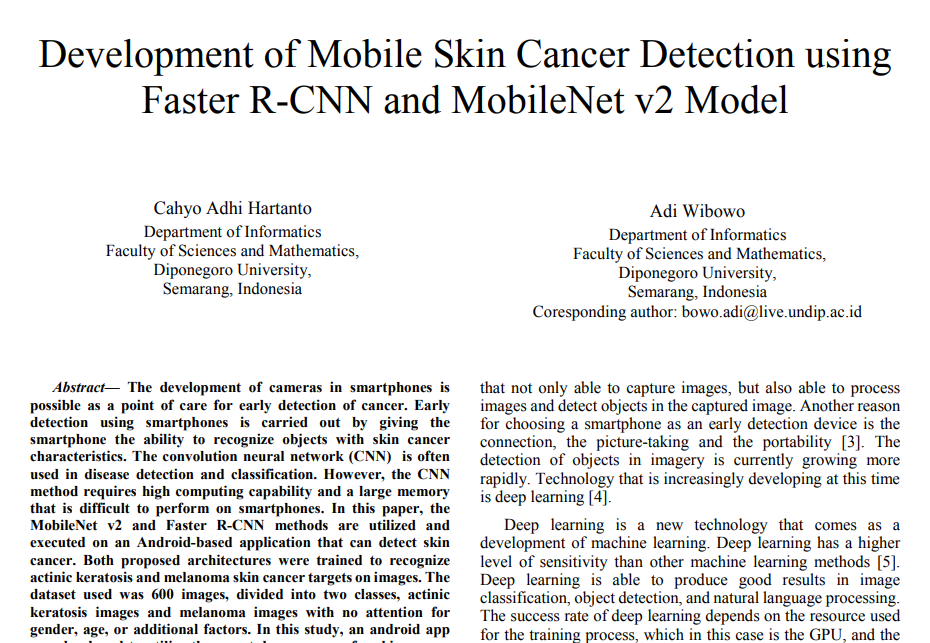 Development of Mobile Skin Cancer Detection using
Faster R-CNN and MobileNet v2 Model
Cahyo Adhi Hartanto
Department of Informatics
Faculty of Sciences and Mathematics,
Diponegoro University,
Semarang, Indonesia
Adi Wibowo
Department of Informatics
Faculty of Sciences and Mathematics,
Diponegoro University,
Semarang, Indonesia
Coresponding author: bowo.adi@live.undip.ac.id
Abstract— The development of cameras in smartphones is
possible as a point of care for early detection of cancer. Early
detection using smartphones is carried out by giving the
smartphone the ability to recognize objects with skin cancer
characteristics. The convolution neural network (CNN) is often
used in disease detection and classification. However, the CNN
method requires high computing capability and a large memory
that is difficult to perform on smartphones. In this paper, the
MobileNet v2 and Faster R-CNN methods are utilized and
executed on an Android-based application that can detect skin
cancer. Both proposed architectures were trained to recognize
actinic keratosis and melanoma skin cancer targets on images. The
dataset used was 600 images, divided into two classes, actinic
keratosis images and melanoma images with no attention for
gender, age, or additional factors. In this study, an android app
that not only able to capture images, but also able to process
images and detect objects in the captured image. Another reason
for choosing a smartphone as an early detection device is the
connection, the picture-taking and the portability [3]. The
detection of objects in imagery is currently growing more
rapidly. Technology that is increasingly developing at this time
is deep learning [4].
Deep learning is a new technology that comes as a
development of machine learning. Deep learning has a higher
level of sensitivity than other machine learning methods [5].
Deep learning is able to produce good results in image
classification, object detection, and natural language processing.
The success rate of deep learning depends on the resource used
for the training process, which in this case is the GPU, and the